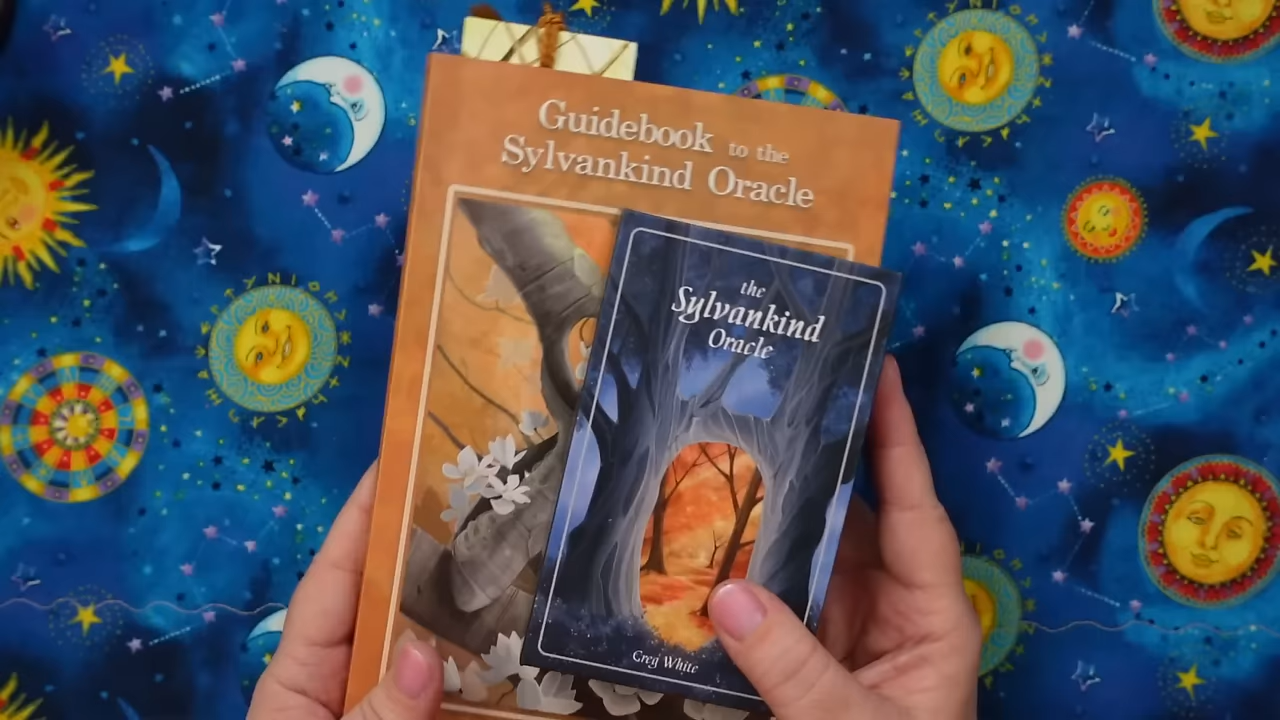 Guidebook to the
Sylvankind Oracle
the
Sylvankind
Oracle
Greg White